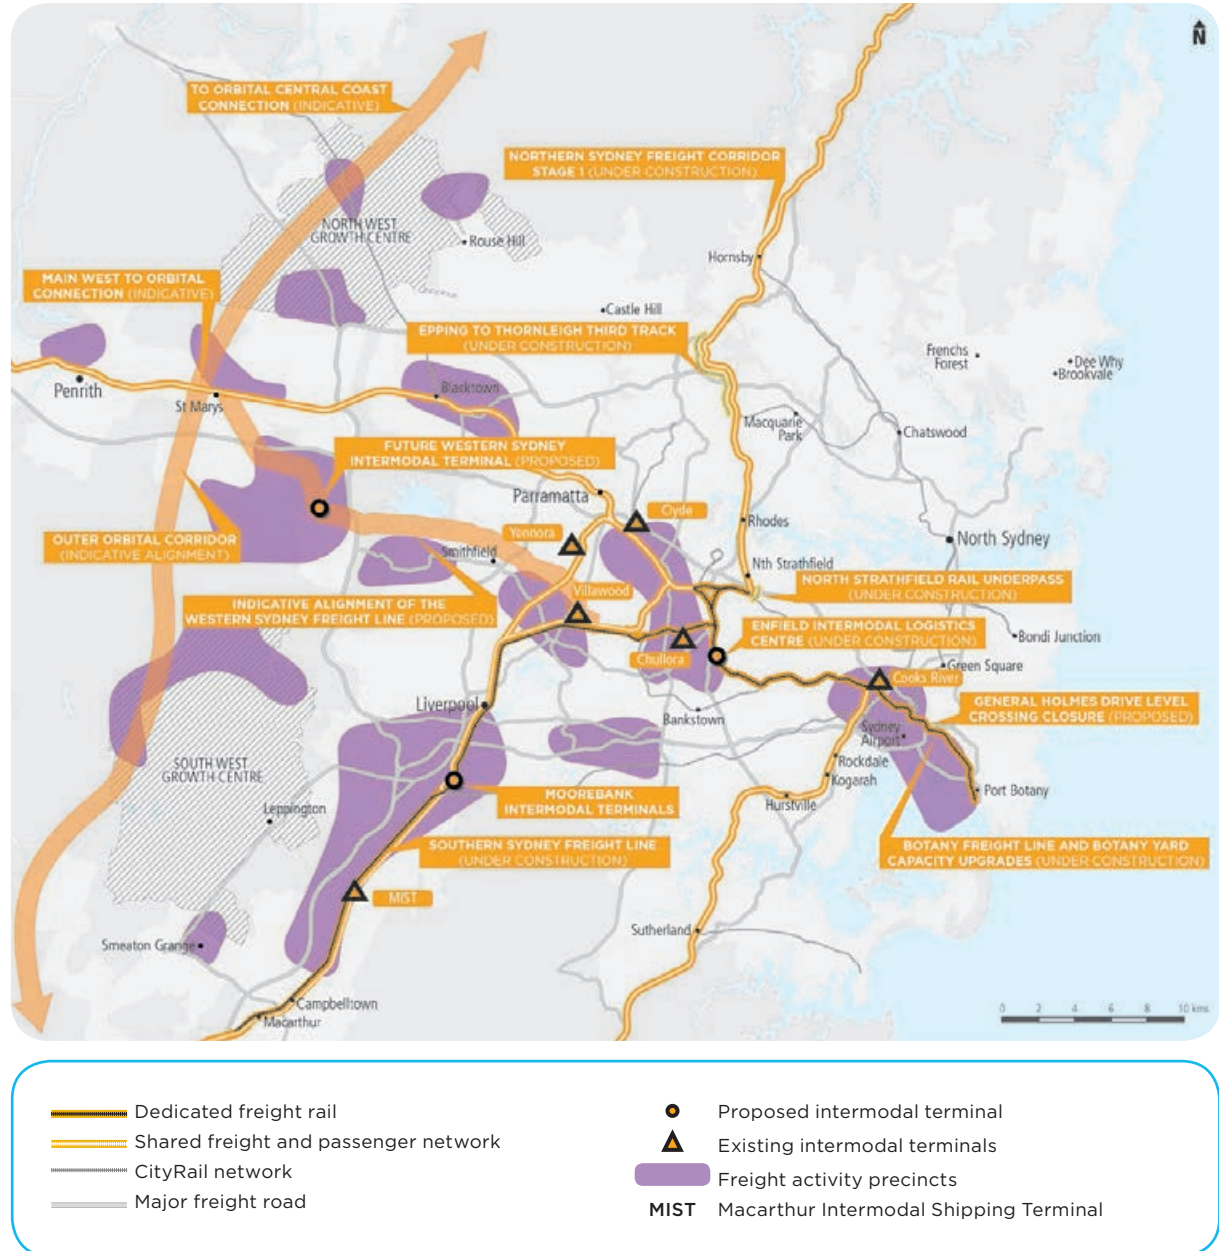 N
TO ORBITAL CENTRAL COAST
CONNECTION (INDICATIVE)
NORTHERN SYDNEY FREIGHT CORRIDOR
STAGE 1 (UNDER CONSTRUCTION)
NORTH WEST
GROWTH CENTRE
Rouse Hill
Hornsby
MAIN WEST TO ORBITAL
CONNECTION (INDICATIVE)
Castle Hill
EPPING TO THORNLEIGH THIRD TRACK
(UNDER CONSTRUCTION)
Frenchs
Forest
Dee Why
Brookvale
Penrith
St Marys
Blacktown
Macquarie
Park
Chatswood
FUTURE WESTERN SYDNEY
INTERMODAL TERMINAL (PROPOSED)
Parramatta
Clyde
Rhodes
North Sydney
OUTER ORBITAL CORRIDOR
(INDICATIVE ALIGNMENT)
Yennora
Smithfield
Nth Strathfield
Villawood
NORTH STRATHFIELD RAIL UNDERPASS
(UNDER CONSTRUCTION)
INDICATIVE ALIGNMENT OF THE
WESTERN SYDNEY FREIGHT LINE (PROPOSED)
ENFIELD INTERMODAL LOGISTICS
CENTRE (UNDER CONSTRUCTION)
Bondi Junction
Chullora
Green Square
Cooks River
Liverpool
Bankstown
GENERAL HOLMES DRIVE LEVEL
CROSSING CLOSURE (PROPOSED)
Sydney
Airport
SOUTH WEST
GROWTH CENTRE
Rockdale
Kogarah
Port Botany
MOOREBANK
INTERMODAL TERMINALS
Hurstville
Leppington
SOUTHERN SYDNEY FREIGHT LINE
(UNDER CONSTRUCTION)
BOTANY FREIGHT LINE AND BOTANY YARD
CAPACITY UPGRADES (UNDER CONSTRUCTION)
MIST
Smeaton Grange
Sutherland
Campbelltown
Macarthur
0 2 4 6 8 10 kms
Dedicated freight rail
Shared freight and passenger network
CityRail network
Major freight road
Proposed intermodal terminal
Existing intermodal terminals
Freight activity precincts
MIST Macarthur Intermodal Shipping Terminal